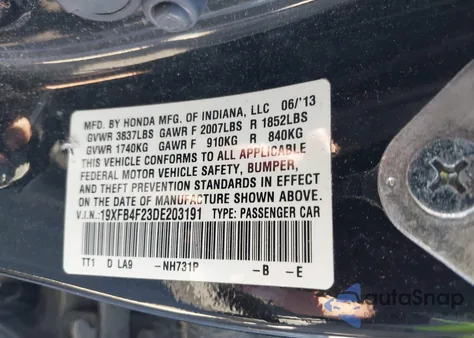 MFD. BY HONDA MFG. OF INDIANA, LLC 06/'13
GVWR 3837LBS GAWR F 2007LBS R 1852LBS
GVWR 1740KG GAWR F 910KG R 840KG
THIS VEHICLE CONFORMS TO ALL APPLICABLE
FEDERAL MOTOR VEHICLE SAFETY, BUMPER,
AND THEFT PREVENTION STANDARDS IN EFFECT
ON THE DATE OF MANUFACTURE SHOWN ABOVE.
V.I.N.: 19XFB4F23DE203191 TYPE: PASSENGER CAR
TT1 D LA9 -NH731P -B -E
autaSnap